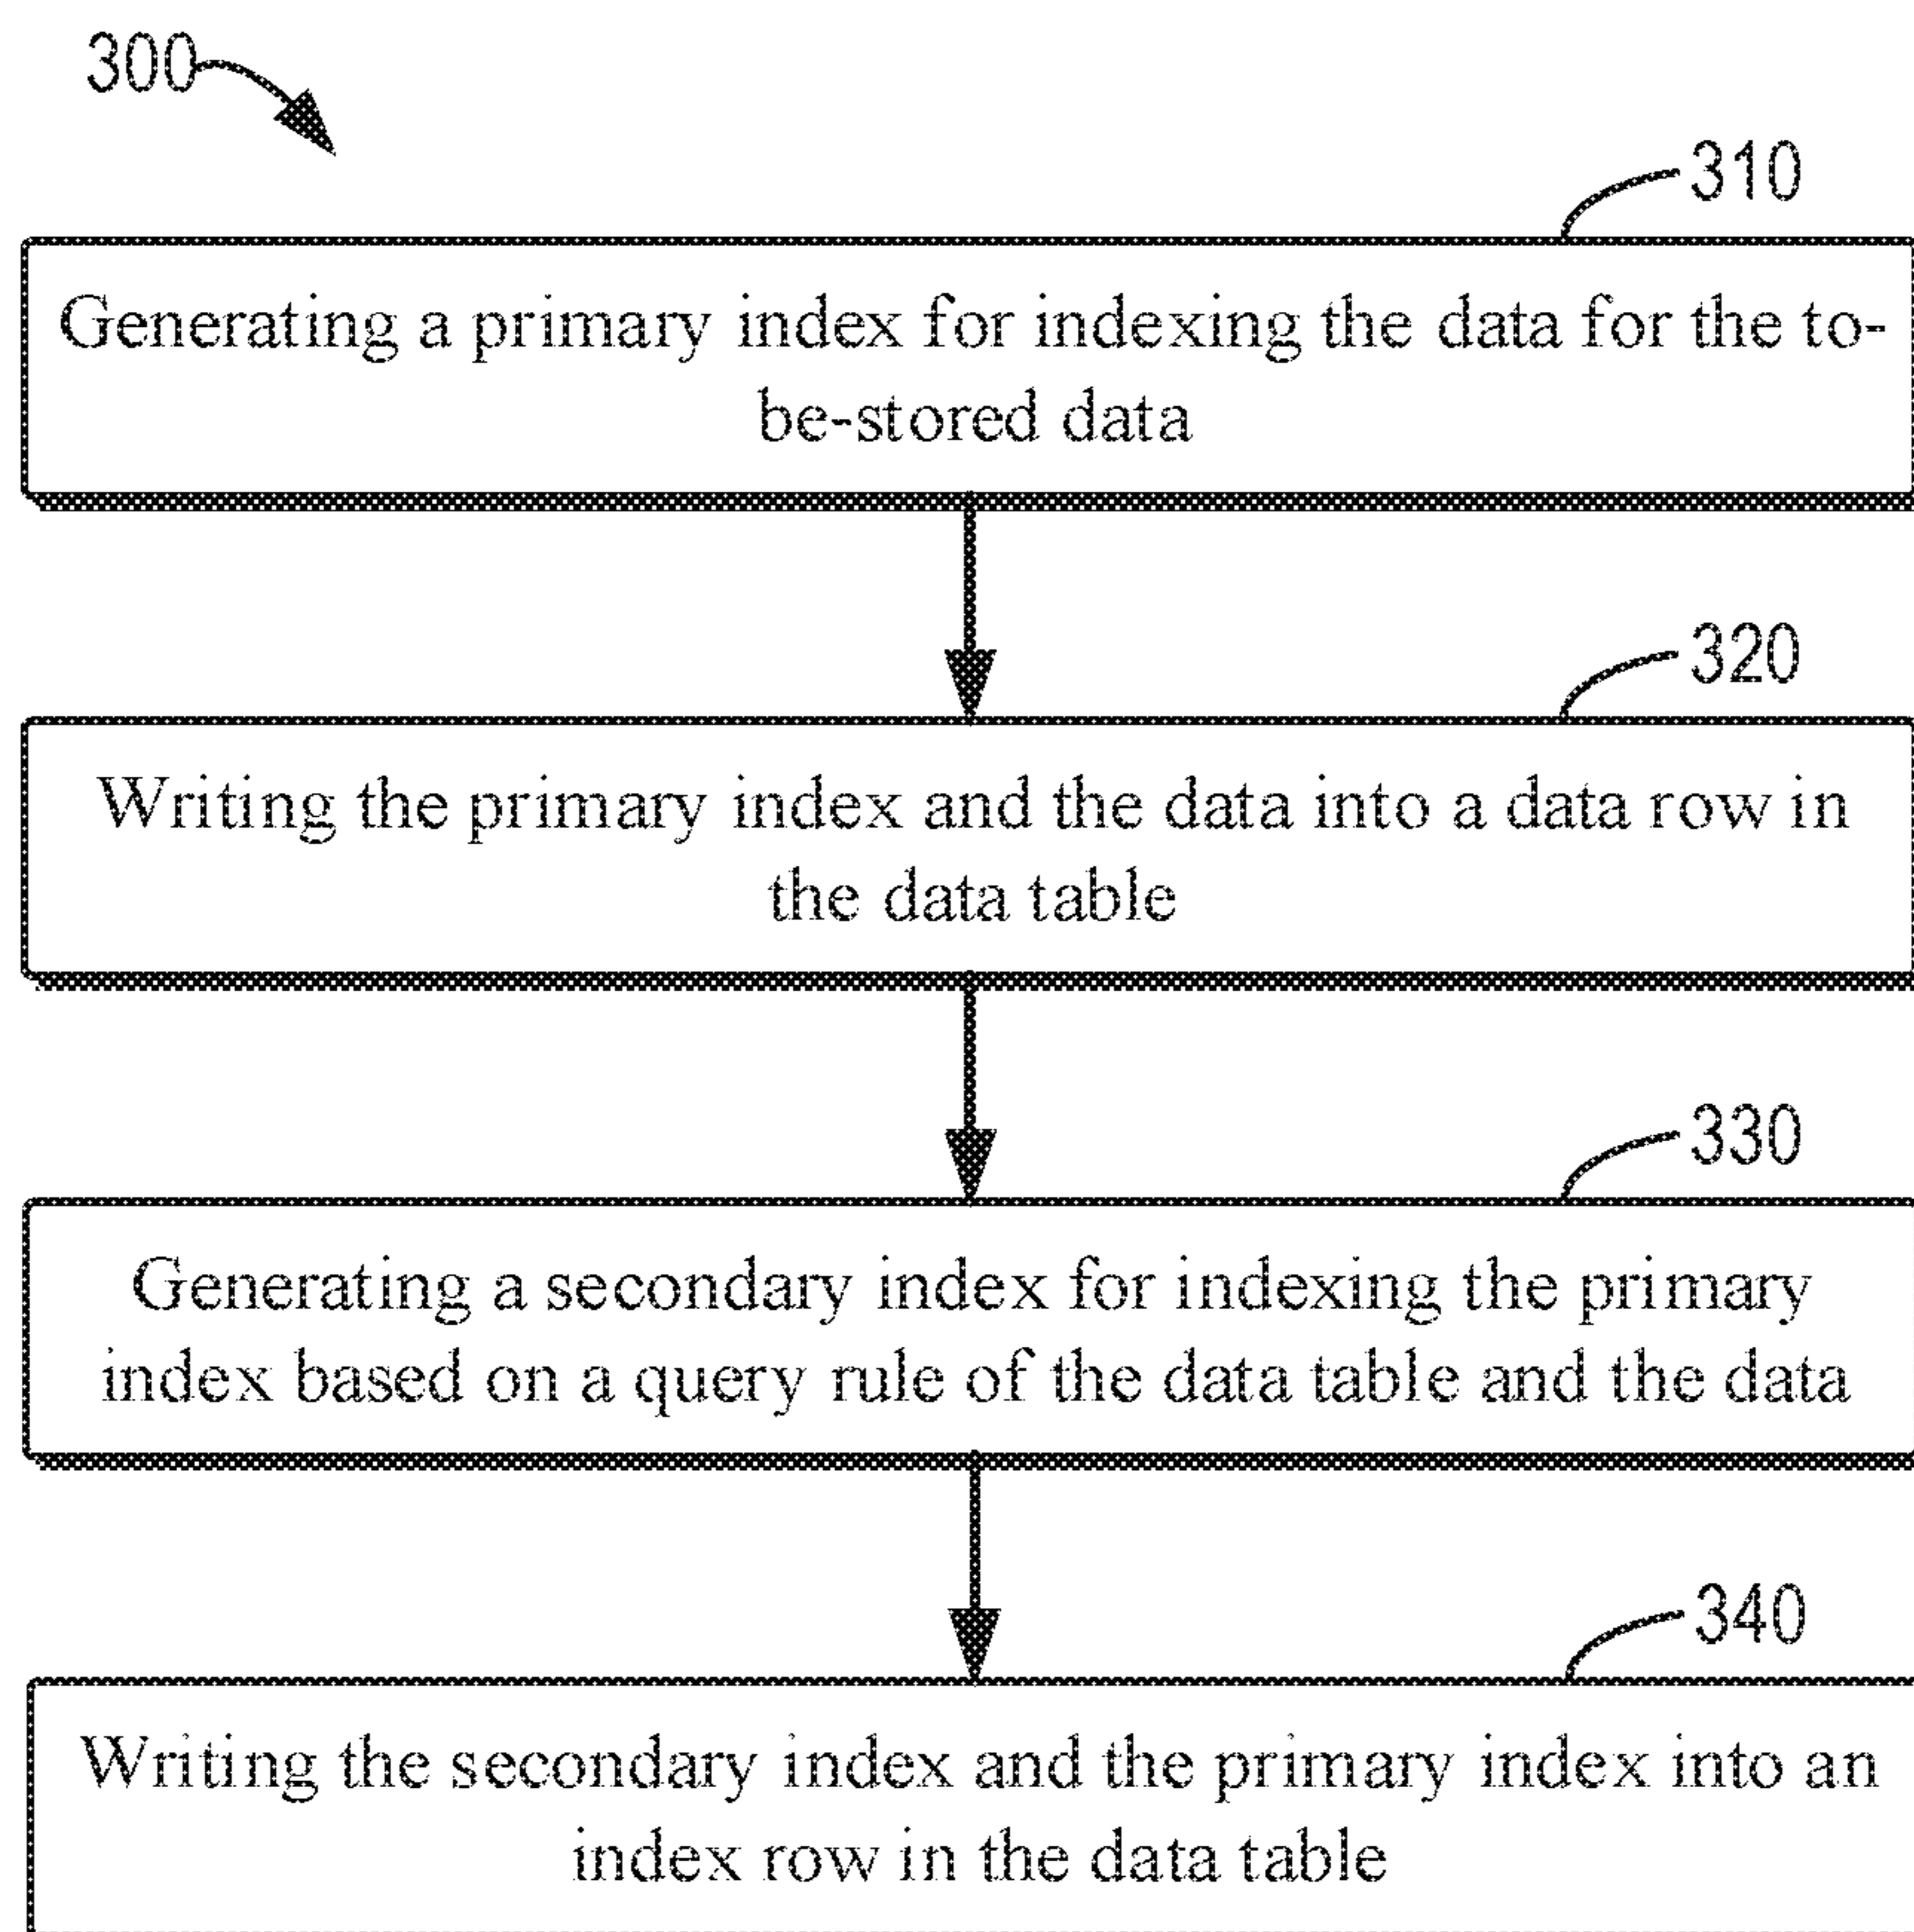 300
310
Generating a primary index for indexing the data for the to-
be-stored data
320
Writing the primary index and the data into a data row in
the data table
330
Generating a secondary index for indexing the primary
index based on a query rule of the data table and the data
340
Writing the secondary index and the primary index into an
index row in the data table